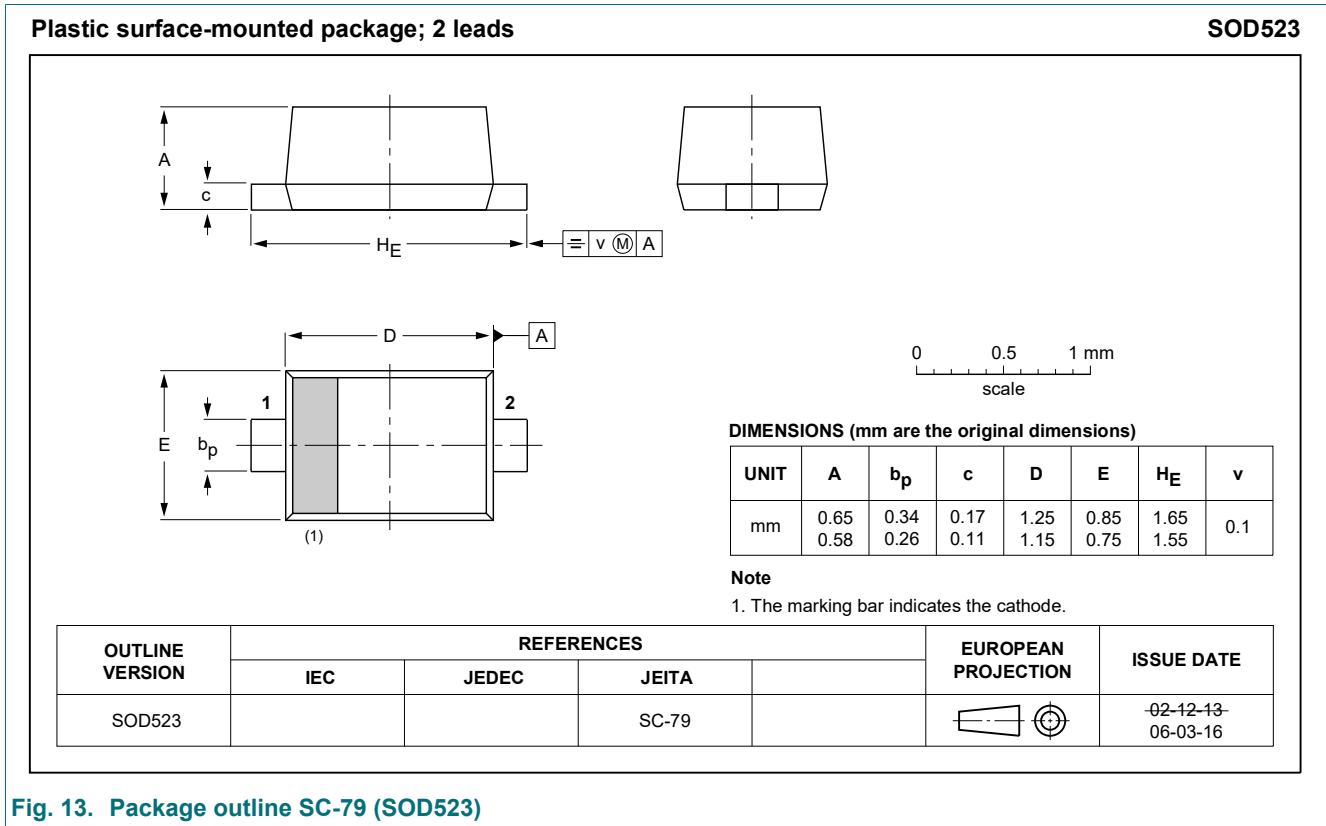 Plastic surface-mounted package; 2 leads SOD523
A
c
HE
v M A
D A
0 0.5 1 mm
scale
1 2
E bp
(1)
DIMENSIONS (mm are the original dimensions)
UNIT A bp c D E HE v
mm 0.65 0.34 0.17 1.25 0.85 1.65 0.1
0.58 0.26 0.11 1.15 0.75 1.55
Note
1. The marking bar indicates the cathode.
OUTLINE VERSION REFERENCES EUROPEAN PROJECTION ISSUE DATE
IEC JEDEC JEITA
SOD523 SC-79 02-12-13
06-03-16
Fig. 13. Package outline SC-79 (SOD523)